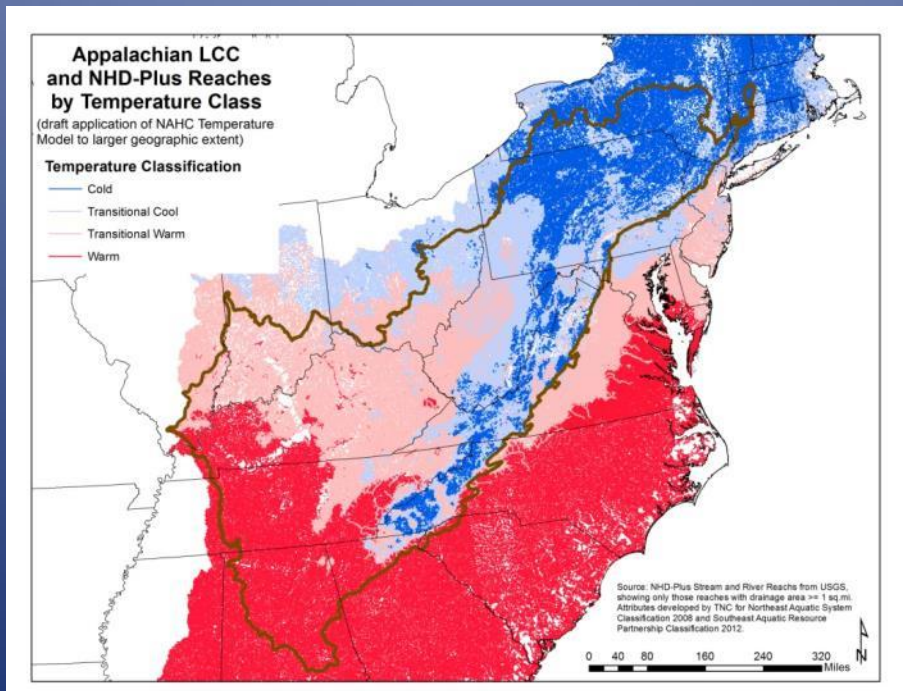 Appalachian LCC
and NHD-Plus Reaches
by Temperature Class
(draft application of NAHC Temperature
Model to larger geographic extent)
Temperature Classification
Cold
Transitional Cool
Transitional Warm
Warm
Source: NHD-Plus Stream and River Reachs from USGS,
showing only those reaches with drainage area >= 1 sq.mi.
Attributes developed by TNC for Northeast Aquatic System
Classification 2008 and Southeast Aquatic Resource
Partnership Classification 2012.
N
0 40 80 160 240 320
Miles